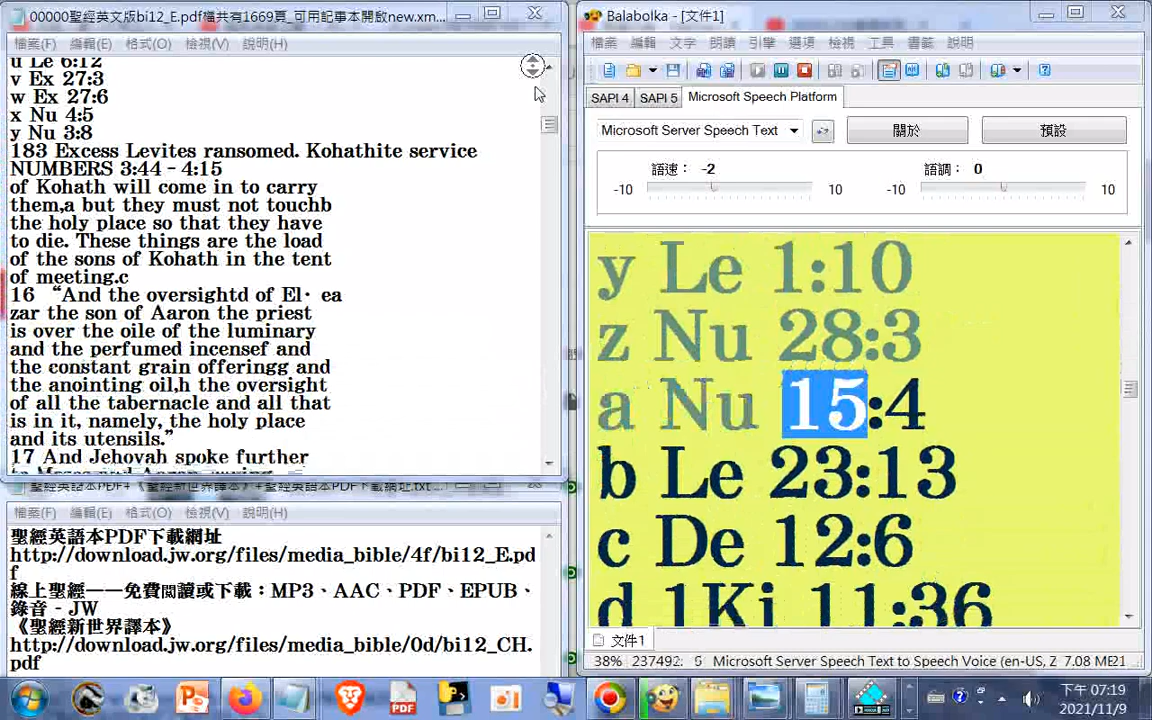 00000聖經英文版bi12_E.pdf檔共有1669頁_可用記事本開啟new.xm...
檔案(F) 編輯(E) 格式(O) 檢視(V) 說明(H)
u Le 6:12
v Ex 27:3
w Ex 27:6
x Nu 4:5
y Nu 3:8
183 Excess Levites ransomed. Kohathite service
NUMBERS 3:44 - 4:15
of Kohath will come in to carry
them,a but they must not touchb
the holy place so that they have
to die. These things are the load
of the sons of Kohath in the tent
of meeting.c
16 “And the oversightd of El· ea
zar the son of Aaron the priest
is over the oile of the luminary
and the perfumed incensef and
the constant grain offeringg and
the anointing oil,h the oversight
of all the tabernacle and all that
is in it, namely, the holy place
and its utensils.”
17 And Jehovah spoke further
聖經英語本PDF+《聖經新世界譯本》+聖經英語本PDF下載網址.txt ...
檔案(F) 編輯(E) 格式(O) 檢視(V) 說明(H)
聖經英語本PDF下載網址
http://download.jw.org/files/media_bible/4f/bi12_E.pd
f
線上聖經——免費閱讀或下載：MP3、AAC、PDF、EPUB、
錄音 - JW
《聖經新世界譯本》
http://download.jw.org/files/media_bible/0d/bi12_CH.
pdf
Balabolka - [文件1]
檔案 編輯 文字 朗讀 引擎 選項 檢視 工具 書籤 說明
SAPI 4 SAPI 5 Microsoft Speech Platform
Microsoft Server Speech Text 關於 預設
語速： -2 語調： 0
-10 10 -10 10
y Le 1:10
z Nu 28:3
a Nu 15:4
b Le 23:13
c De 12:6
d 1Ki 11:36
文件1
38% 237492: 6 Microsoft Server Speech Text to Speech Voice (en-US, Z 7.08 ME21
下午 07:19
2021/11/9